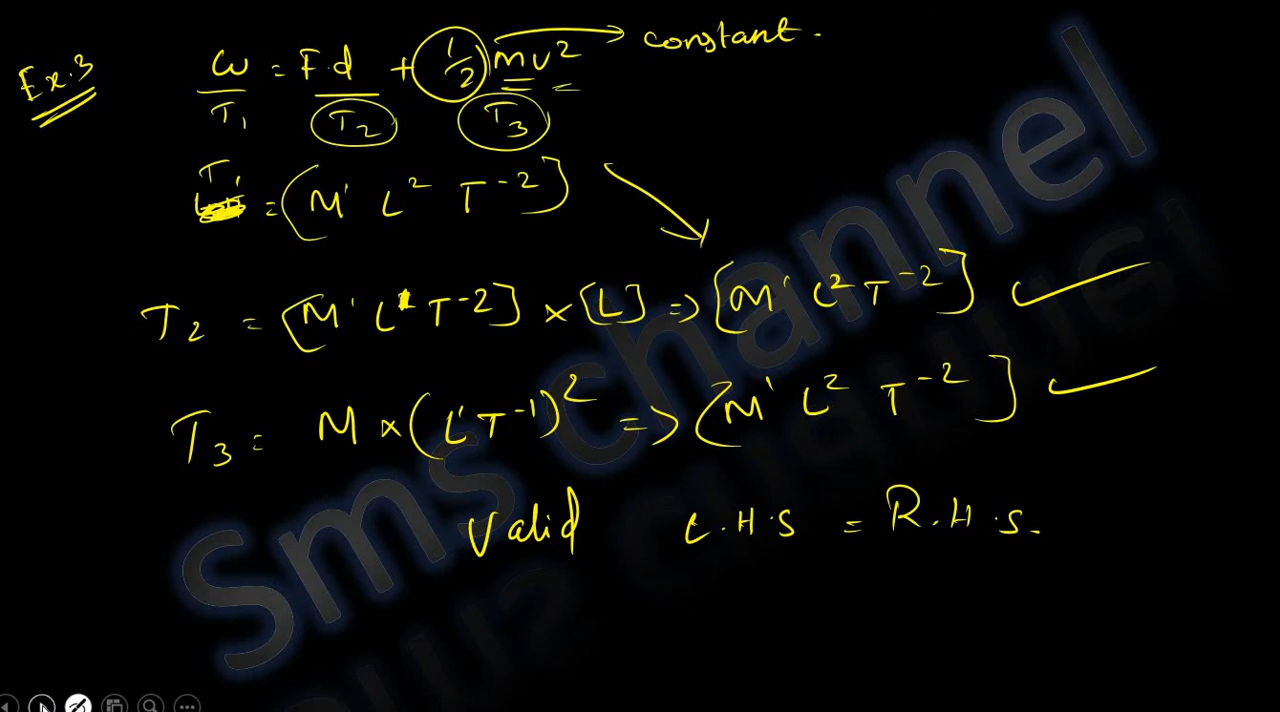 Ex.3
W = F.d + 1/2 mv² → constant.
T₁ T₂ T₃
T₁ = [M¹ L² T⁻²]
T₂ = [M¹ L¹ T⁻²] × [L] ⇒ [M¹ L² T⁻²] ✓
T₃ = M × (L¹T⁻¹)² ⇒ [M¹ L² T⁻²] ✓
Valid L.H.S = R.H.S.
Sms channel